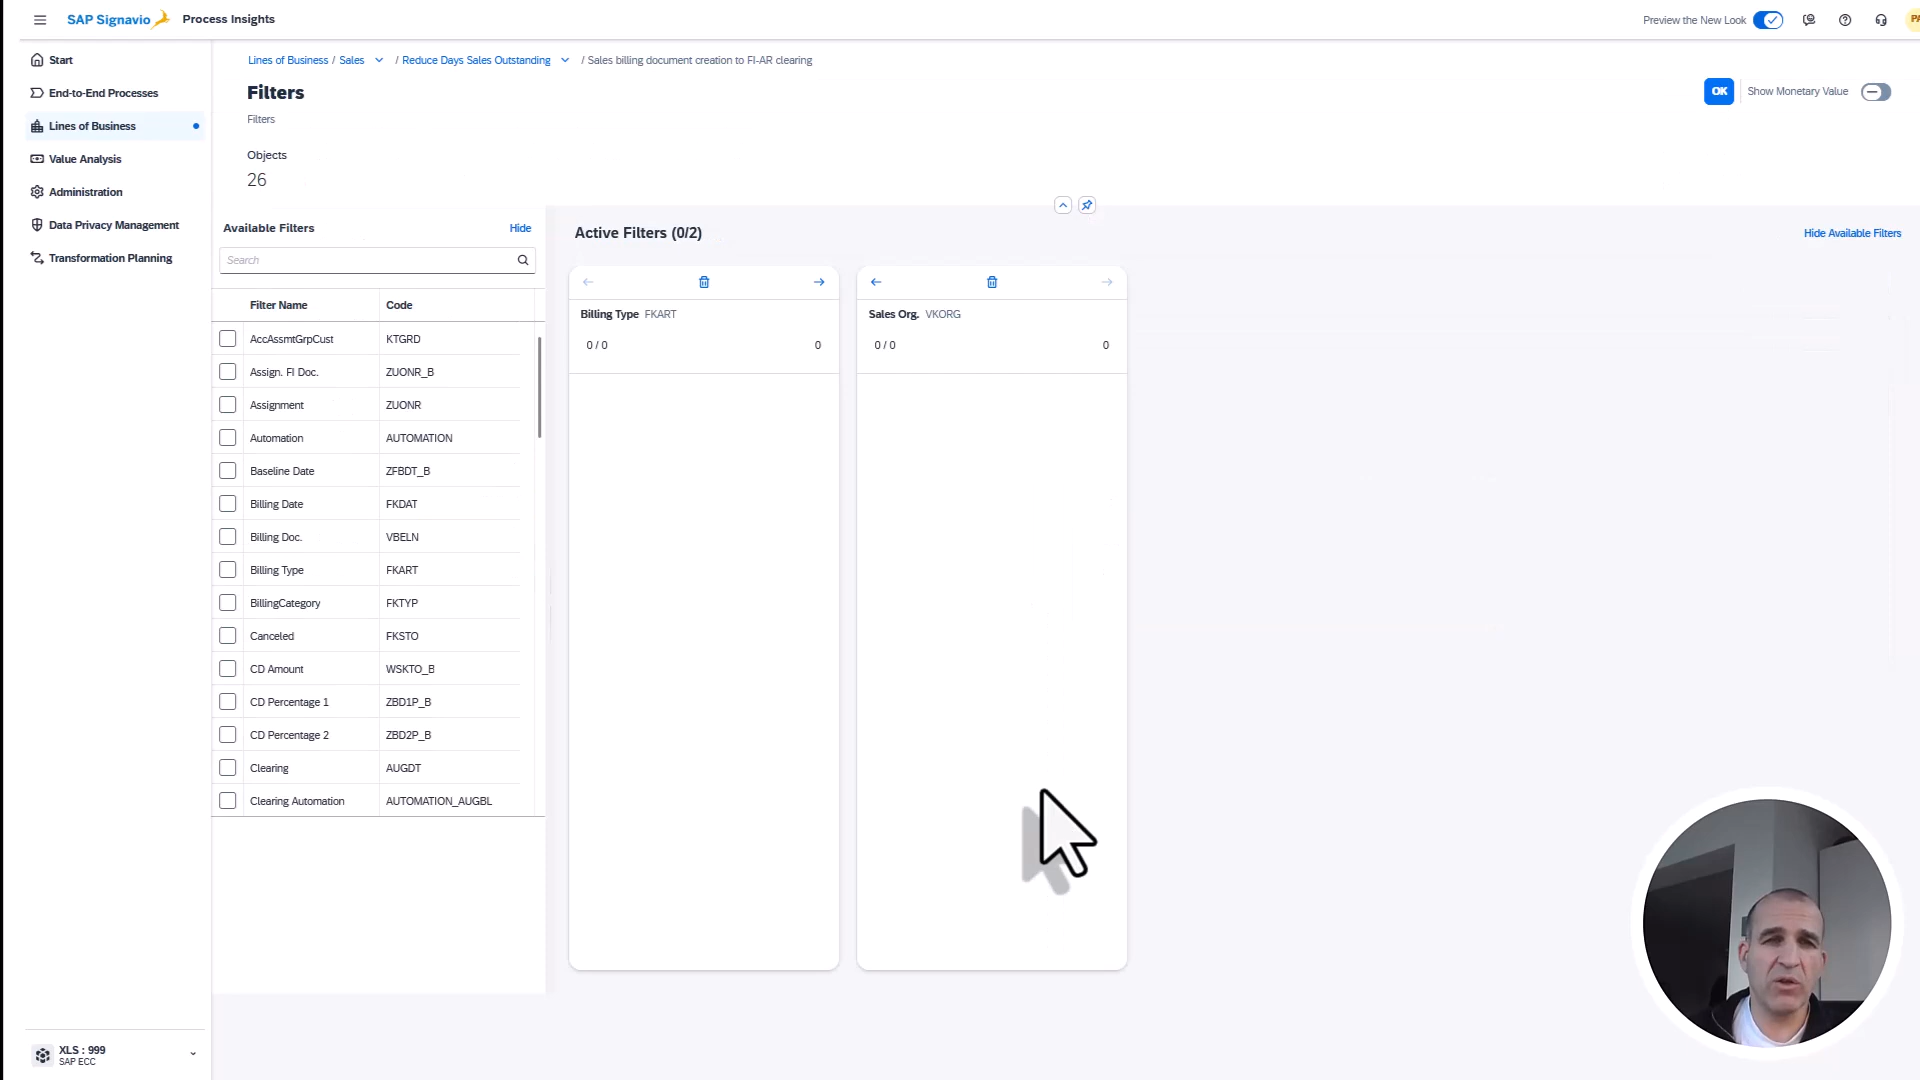 SAP Signavio Process Insights
Preview the New Look
Start
End-to-End Processes
Lines of Business
Value Analysis
Administration
Data Privacy Management
Transformation Planning
XLS : 999
SAP ECC
Lines of Business / Sales / Reduce Days Sales Outstanding / Sales billing document creation to FI-AR clearing
Filters
Filters
OK Show Monetary Value
Objects
26
Available Filters Hide
Search
Filter Name Code
AccAssmtGrpCust KTGRD
Assign. FI Doc. ZUONR_B
Assignment ZUONR
Automation AUTOMATION
Baseline Date ZFBDT_B
Billing Date FKDAT
Billing Doc. VBELN
Billing Type FKART
BillingCategory FKTYP
Canceled FKSTO
CD Amount WSKTO_B
CD Percentage 1 ZBD1P_B
CD Percentage 2 ZBD2P_B
Clearing AUGDT
Clearing Automation AUTOMATION_AUGBL
Active Filters (0/2) Hide Available Filters
Billing Type FKART
0 / 0 0
Sales Org. VKORG
0 / 0 0